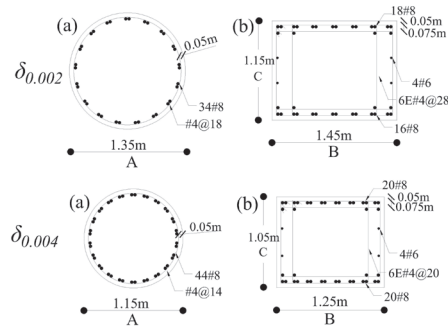 (a)
0.05m
δ0.002
34#8
#4@18
1.35m
A
(b)
18#8
0.05m
0.075m
1.15m
C
4#6
6E#4@28
16#8
1.45m
B
(a)
0.05m
δ0.004
44#8
#4@14
1.15m
A
(b)
20#8
0.05m
0.075m
1.05m
C
4#6
6E#4@20
20#8
1.25m
B